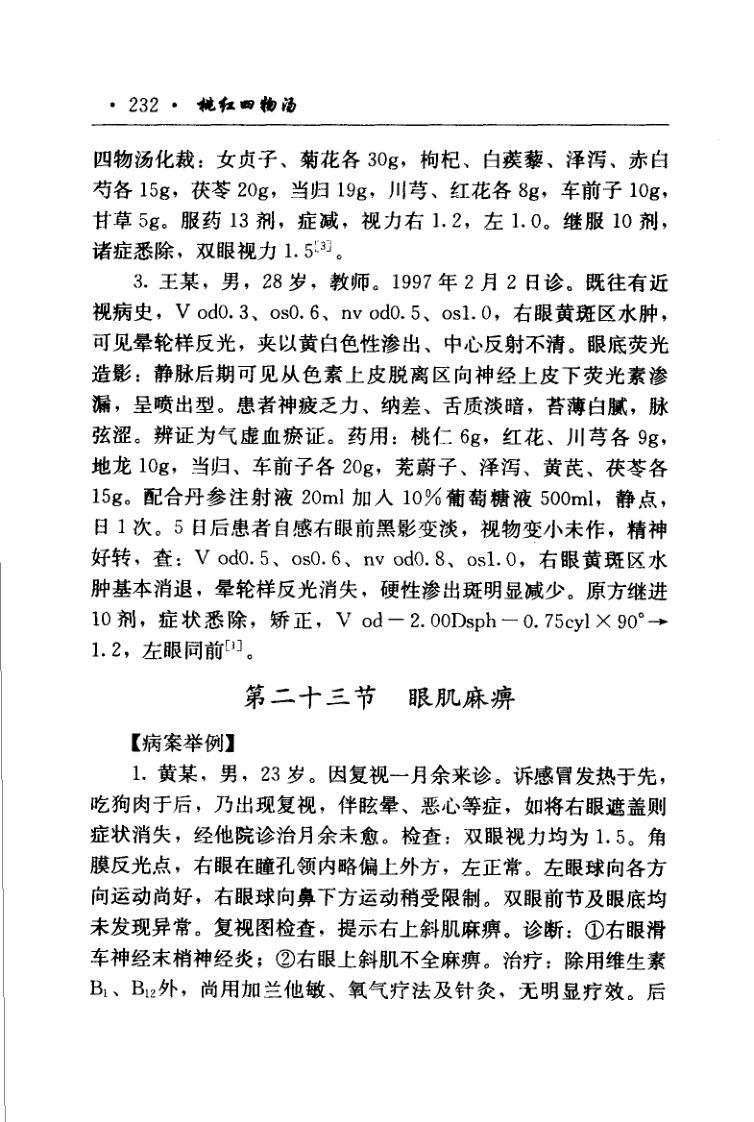 · 232 · 桃红四物汤
四物汤化裁：女贞子、菊花各 30g，枸杞、白蒺藜、泽泻、赤白
芍各 15g，茯苓 20g，当归 19g，川芎、红花各 8g，车前子 10g，
甘草 5g。服药 13 剂，症减，视力右 1.2，左 1.0。继服 10 剂，
诸症悉除，双眼视力 1.5[3]。
3. 王某，男，28 岁，教师。1997 年 2 月 2 日诊。既往有近
视病史，V od0.3、os0.6、nv od0.5、os1.0，右眼黄斑区水肿，
可见晕轮样反光，夹以黄白色性渗出、中心反射不清。眼底荧光
造影：静脉后期可见从色素上皮脱离区向神经上皮下荧光素渗
漏，呈喷出型。患者神疲乏力、纳差、舌质淡暗，苔薄白腻，脉
弦涩。辨证为气虚血瘀证。药用：桃仁 6g，红花、川芎各 9g，
地龙 10g，当归、车前子各 20g，茺蔚子、泽泻、黄芪、茯苓各
15g。配合丹参注射液 20ml 加入 10％葡萄糖液 500ml，静点，
日 1 次。5 日后患者自感右眼前黑影变淡，视物变小未作，精神
好转，查：V od0.5、os0.6、nv od0.8、os1.0，右眼黄斑区水
肿基本消退，晕轮样反光消失，硬性渗出斑明显减少。原方继进
10 剂，症状悉除，矫正，V od－2.00Dsph－0.75cyl×90°→
1.2，左眼同前[1]。
第二十三节 眼肌麻痹
【病案举例】
1. 黄某，男，23 岁。因复视一月余来诊。诉感冒发热于先，
吃狗肉于后，乃出现复视，伴眩晕、恶心等症，如将右眼遮盖则
症状消失，经他院诊治月余未愈。检查：双眼视力均为 1.5。角
膜反光点，右眼在瞳孔领内略偏上外方，左正常。左眼球向各方
向运动尚好，右眼球向鼻下方运动稍受限制。双眼前节及眼底均
未发现异常。复视图检查，提示右上斜肌麻痹。诊断：①右眼滑
车神经末梢神经炎；②右眼上斜肌不全麻痹。治疗：除用维生素
B₁、B₁₂外，尚用加兰他敏、氧气疗法及针灸，无明显疗效。后